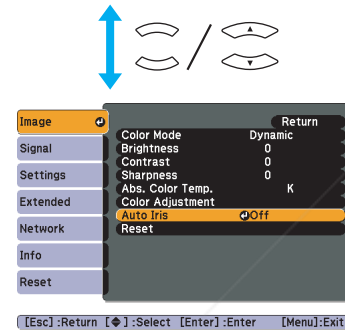 Image
Signal
Settings
Extended
Network
Info
Reset
Return
Color Mode Dynamic
Brightness 0
Contrast 0
Sharpness 0
Abs. Color Temp. K
Color Adjustment
Auto Iris Off
Reset
[Esc] :Return [◆] :Select [Enter] :Enter [Menu] :Exit